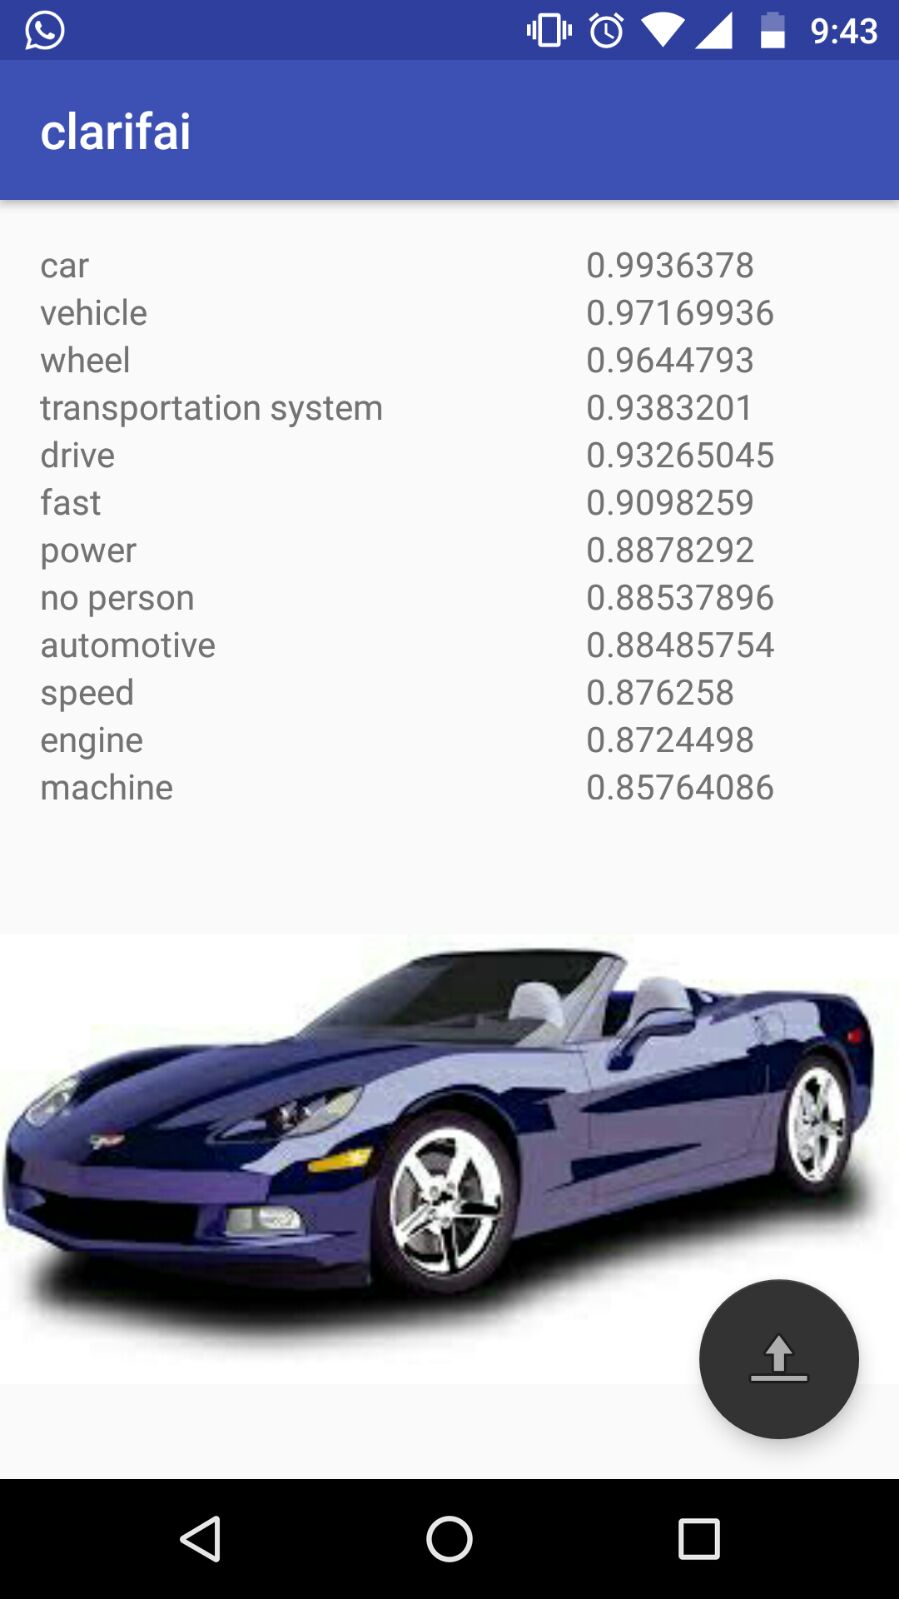 9:43
clarifai
car 0.9936378
vehicle 0.97169936
wheel 0.9644793
transportation system 0.9383201
drive 0.93265045
fast 0.9098259
power 0.8878292
no person 0.88537896
automotive 0.88485754
speed 0.876258
engine 0.8724498
machine 0.85764086